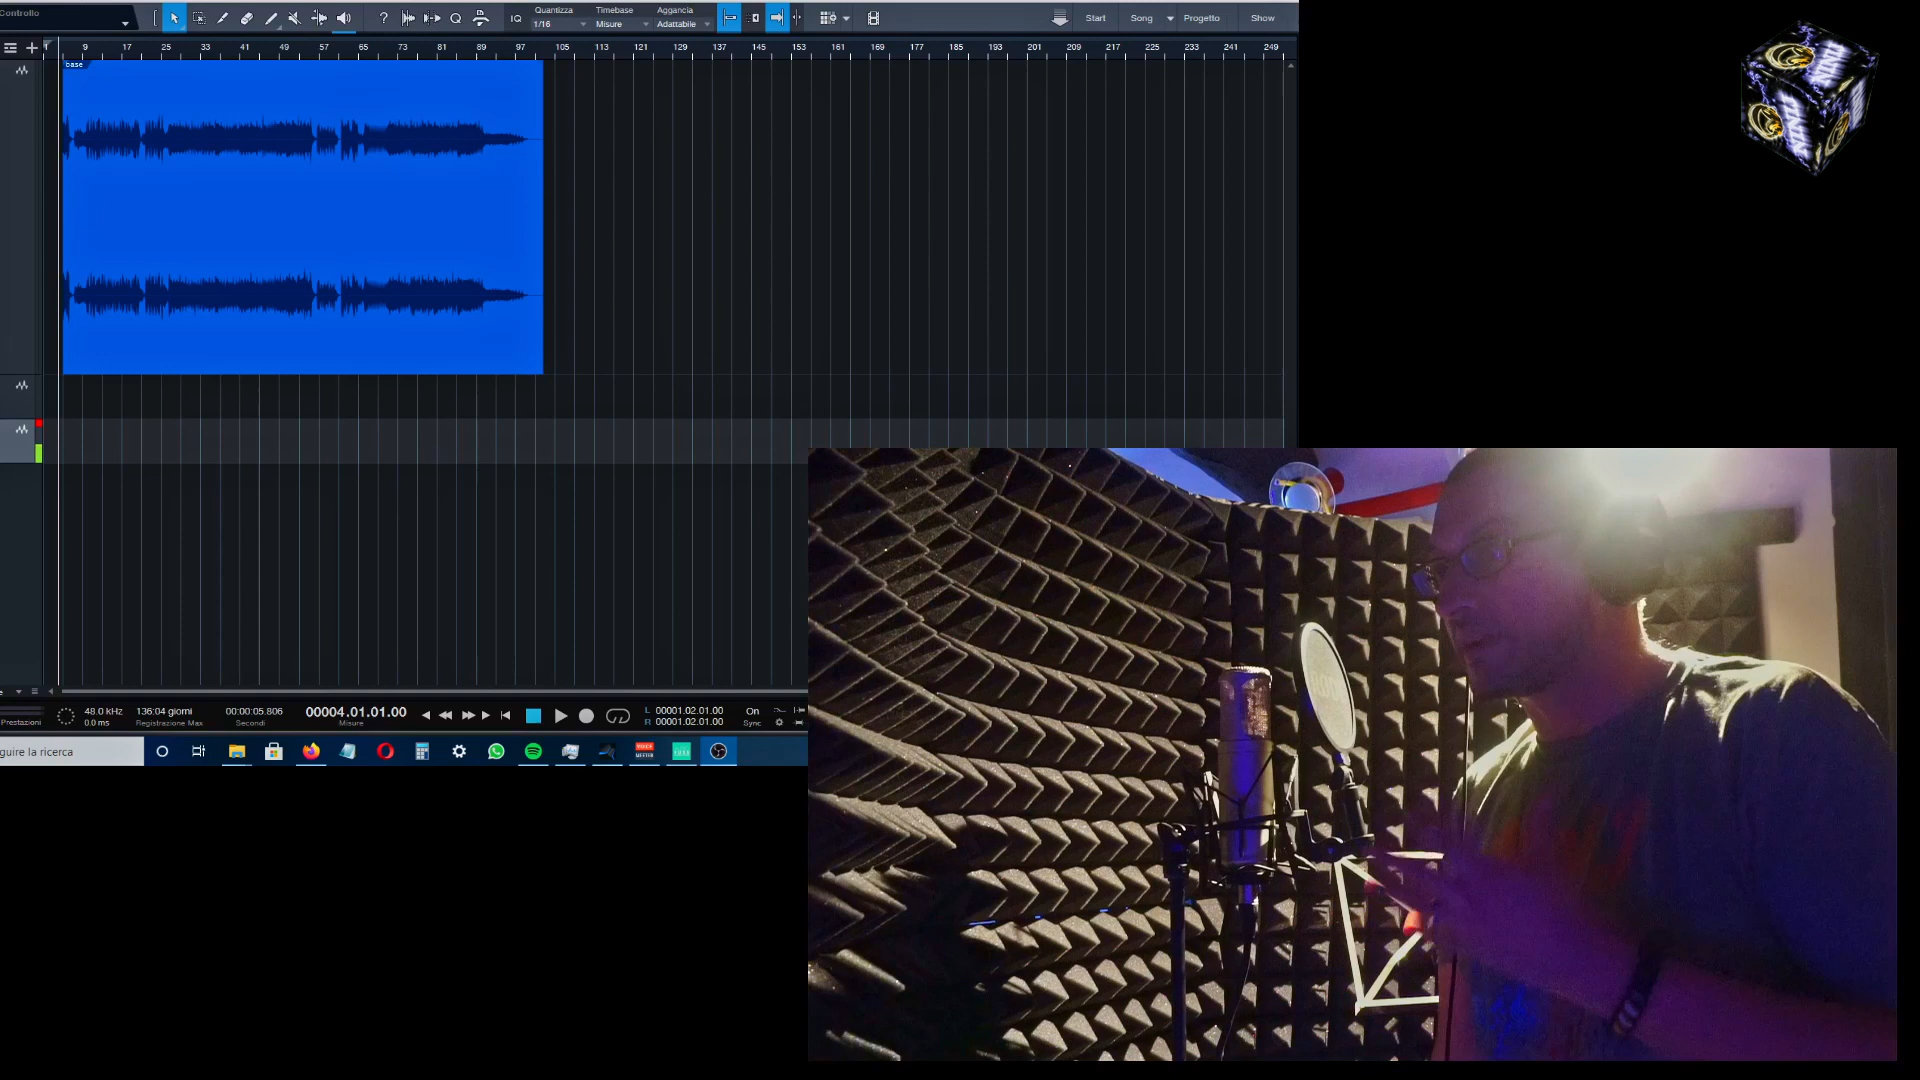 Controllo
? Q IQ Quantizza 1/16 Timebase Misure Aggancia Adattabile Start Song Progetto Show
1 9 17 25 33 41 49 57 65 73 81 89 97 105 113 121 129 137 145 153 161 169 177 185 193 201 209 217 225 233 241 249
base
Prestazioni
48.0 kHz
0.0 ms
136:04 giorni
Registrazione Max
00:00:05.806
Secondi
00004.01.01.00
Misure
L 00001.02.01.00
R 00001.02.01.00
On
Sync
guire la ricerca
VOICE
MEETER